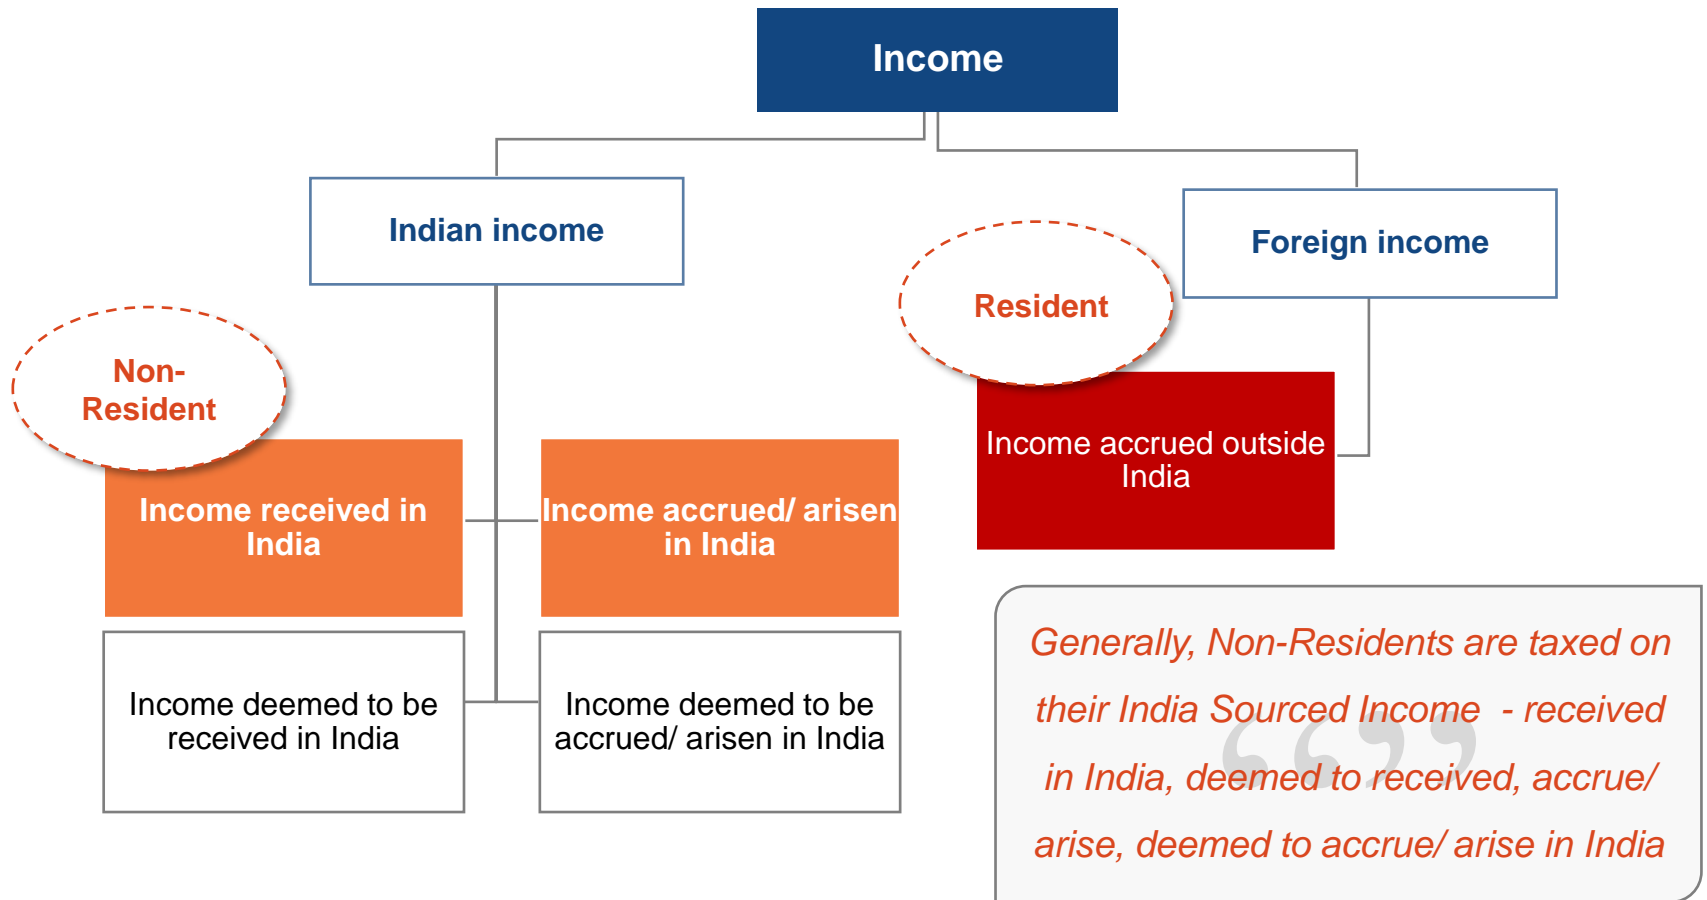 Income
Indian income
Foreign income
Resident
Non-
Resident
Income accrued outside
India
Income received in
India
Income accrued/ arisen
in India
Income deemed to be
received in India
Income deemed to be
accrued/ arisen in India
Generally, Non-Residents are taxed on
their India Sourced Income - received
in India, deemed to received, accrue/
arise, deemed to accrue/ arise in India